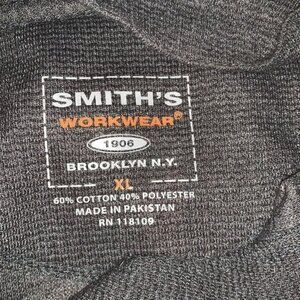 SMITH'S
WORKWEAR®
1906
BROOKLYN N.Y.
XL
60% COTTON 40% POLYESTER
MADE IN PAKISTAN
RN 118109